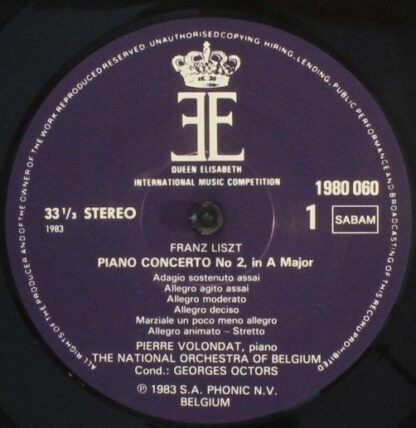 ALL RIGHTS OF THE PRODUCER AND OF THE OWNER OF THE WORK REPRODUCED RESERVED. UNAUTHORISED COPYING, HIRING, LENDING, PUBLIC PERFORMANCE AND BROADCASTING OF THIS RECORD PROHIBITED
EE
QUEEN ELISABETH
INTERNATIONAL MUSIC COMPETITION
1980 060
33 1/3 STEREO
1
SABAM
1983
FRANZ LISZT
PIANO CONCERTO No 2, in A Major
Adagio sostenuto assai
Allegro agito assai
Allegro moderato
Allegro deciso
Marziale un poco meno allegro
Allegro animato - Stretto
PIERRE VOLONDAT, piano
THE NATIONAL ORCHESTRA OF BELGIUM
Cond.: GEORGES OCTORS
℗ 1983 S.A. PHONIC N.V.
BELGIUM